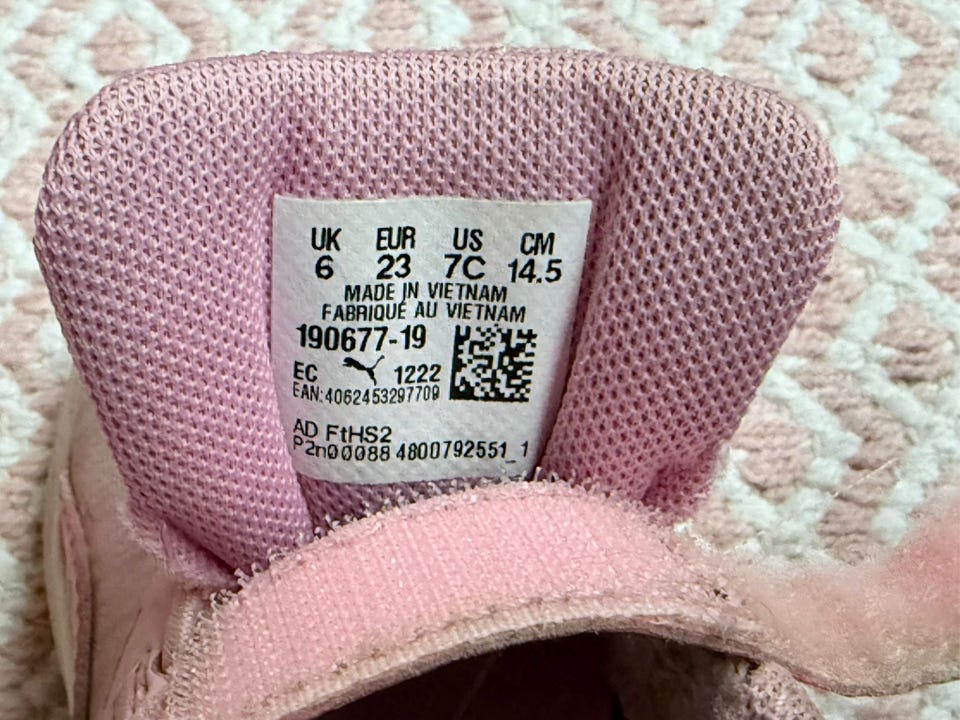 UK EUR US CM
6 23 7C 14.5
MADE IN VIETNAM
FABRIQUÉ AU VIETNAM
190677-19
EC 1222
EAN:4062453297709
AD FtHS2
P2n00088 4800792551_1